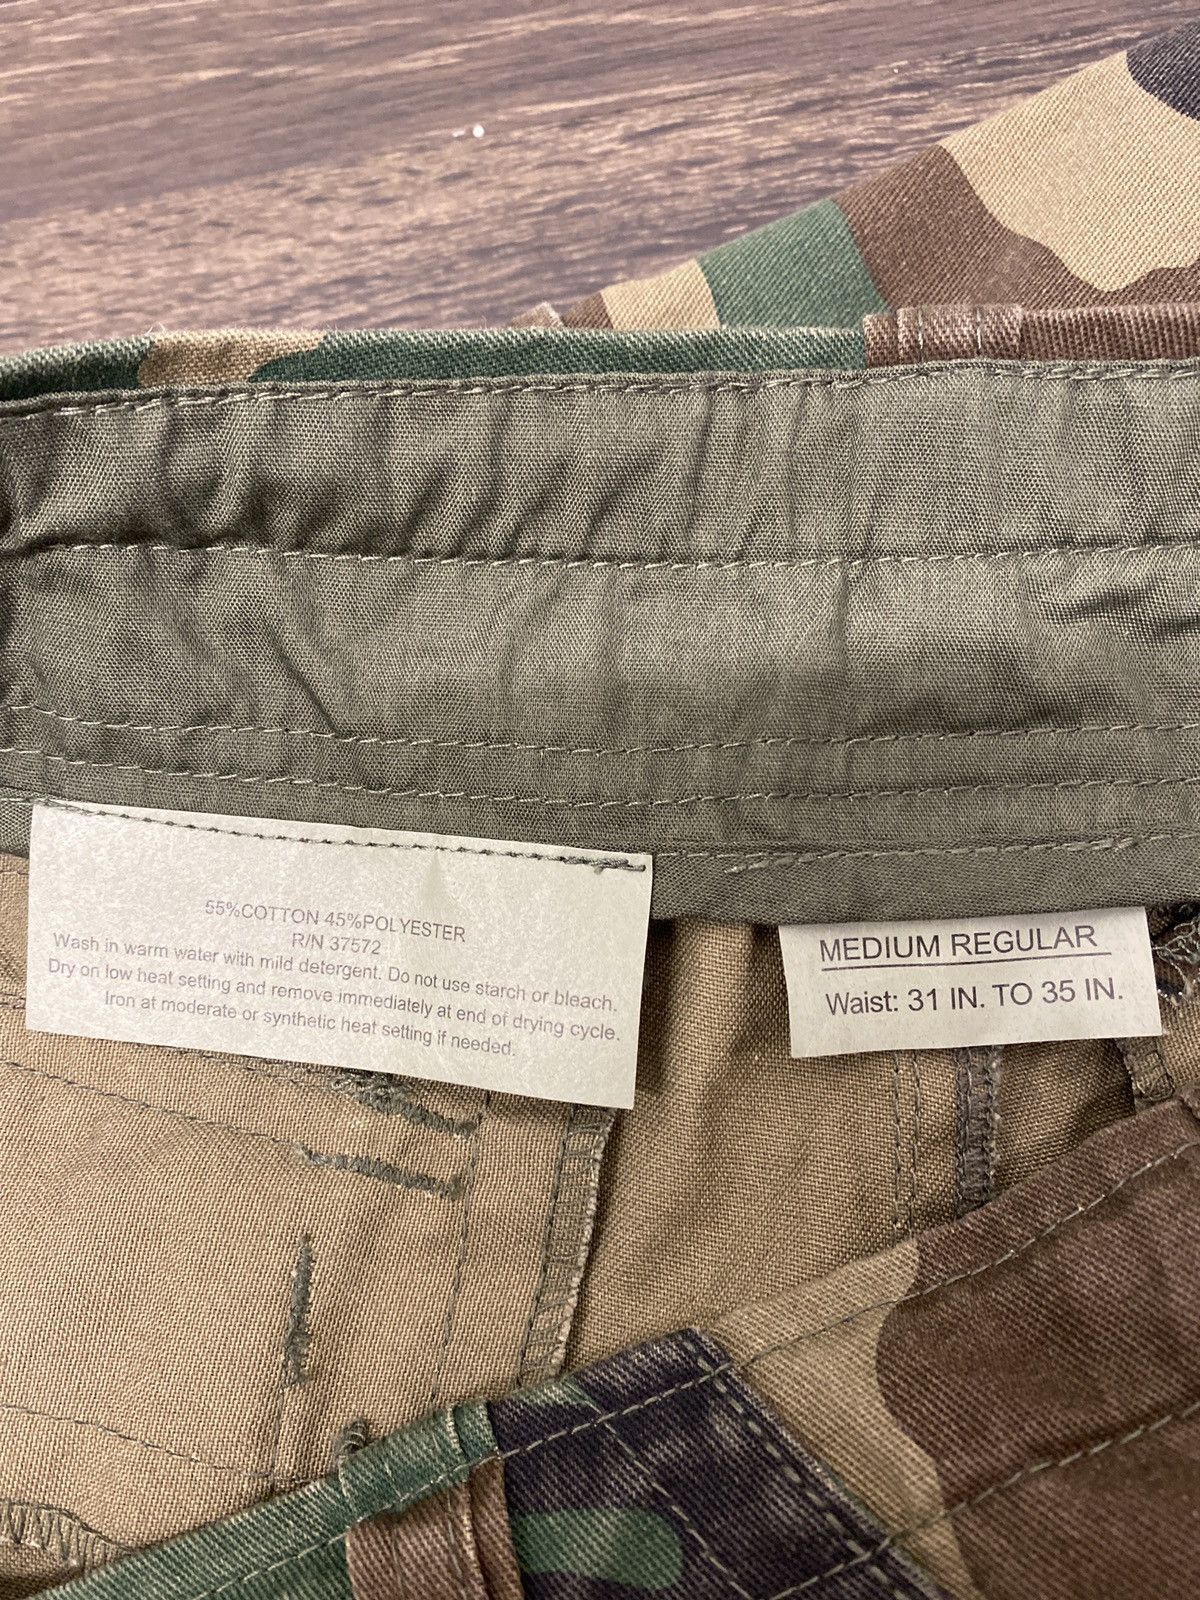 55%COTTON 45%POLYESTER
R/N 37572
Wash in warm water with mild detergent. Do not use starch or bleach.
Dry on low heat setting and remove immediately at end of drying cycle.
Iron at moderate or synthetic heat setting if needed.
MEDIUM REGULAR
Waist: 31 IN. TO 35 IN.